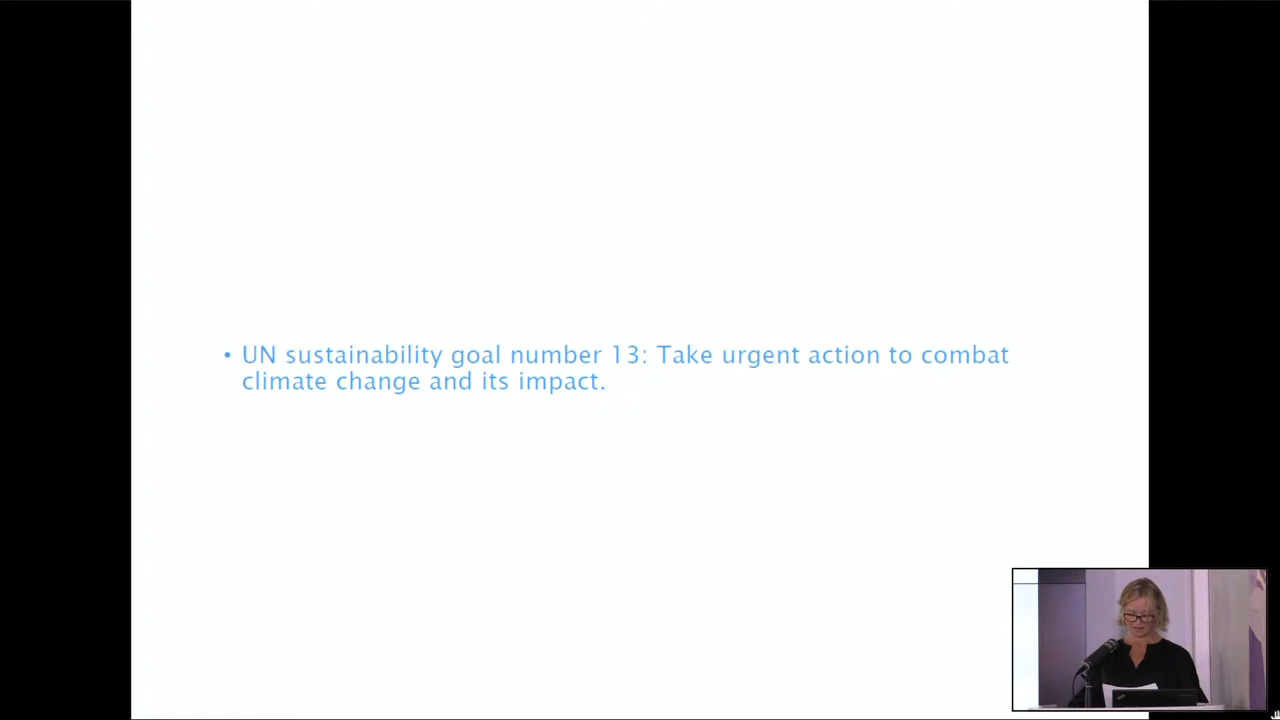 • UN sustainability goal number 13: Take urgent action to combat
climate change and its impact.